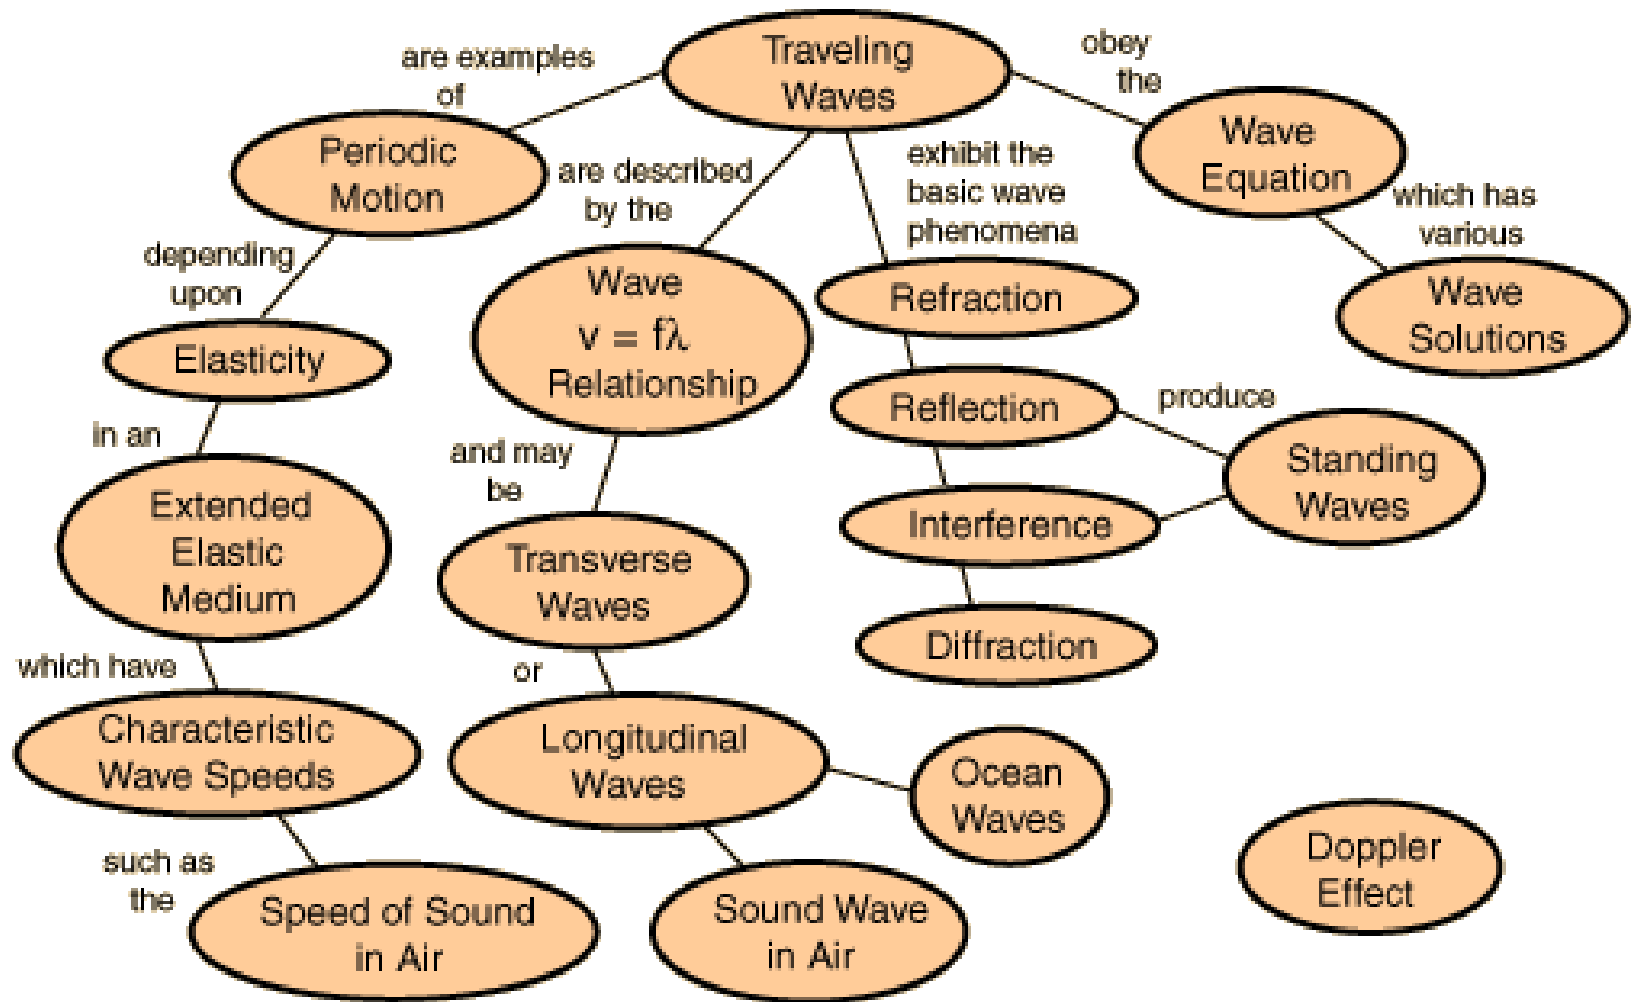 Traveling
Waves
are examples
of
obey
the
Periodic
Motion
are described
by the
exhibit the
basic wave
phenomena
Wave
Equation
which has
various
Wave
Solutions
depending
upon
Elasticity
in an
Extended
Elastic
Medium
which have
Characteristic
Wave Speeds
such as
the
Speed of Sound
in Air
Wave
v = fλ
Relationship
and may
be
Transverse
Waves
or
Longitudinal
Waves
Ocean
Waves
Sound Wave
in Air
Refraction
Reflection
produce
Standing
Waves
Interference
Diffraction
Doppler
Effect